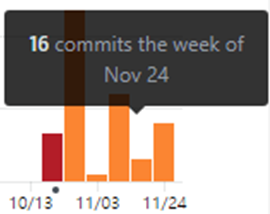 16 commits the week of
Nov 24
10/13 11/03 11/24